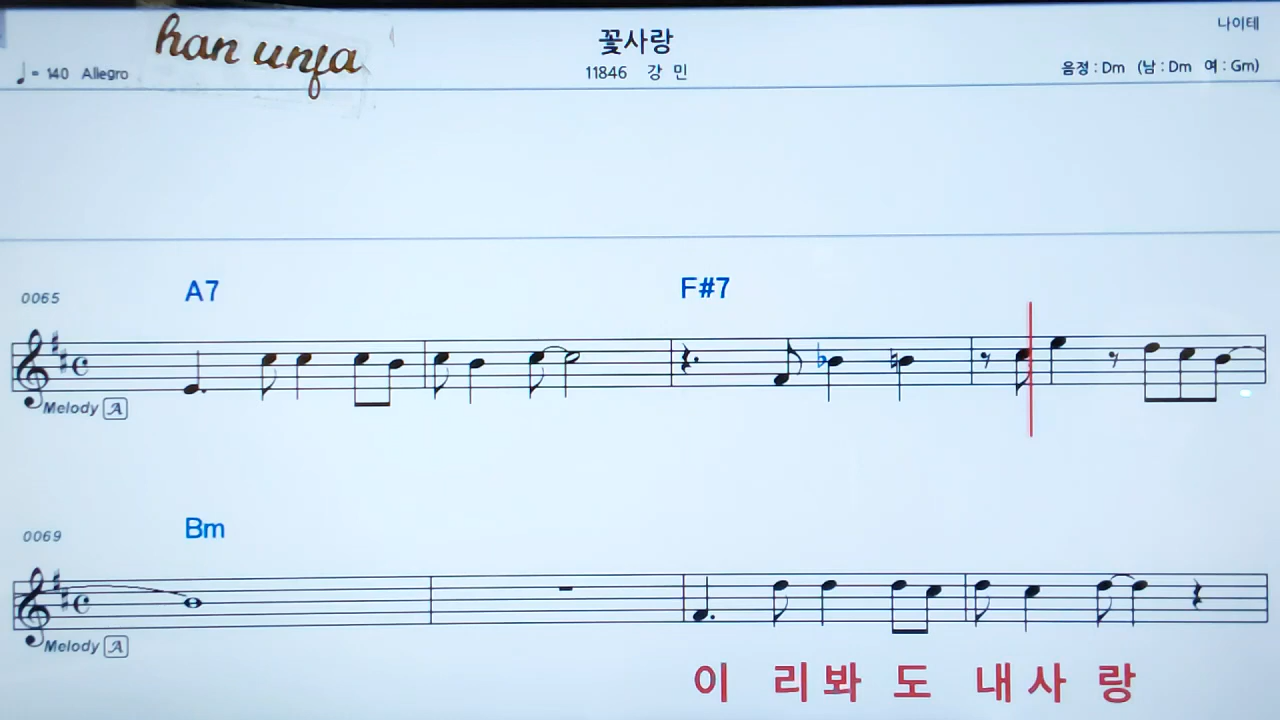 han unfa
꽃사랑
나이테
♩= 140 Allegro
11846 강 민
음정 : Dm (남 : Dm 여 : Gm)
0065
A7
F#7
Melody A
0069
Bm
Melody A
이 리 봐 도 내 사 랑